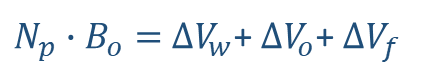 N_p · B_o = ΔV_w + ΔV_o + ΔV_f